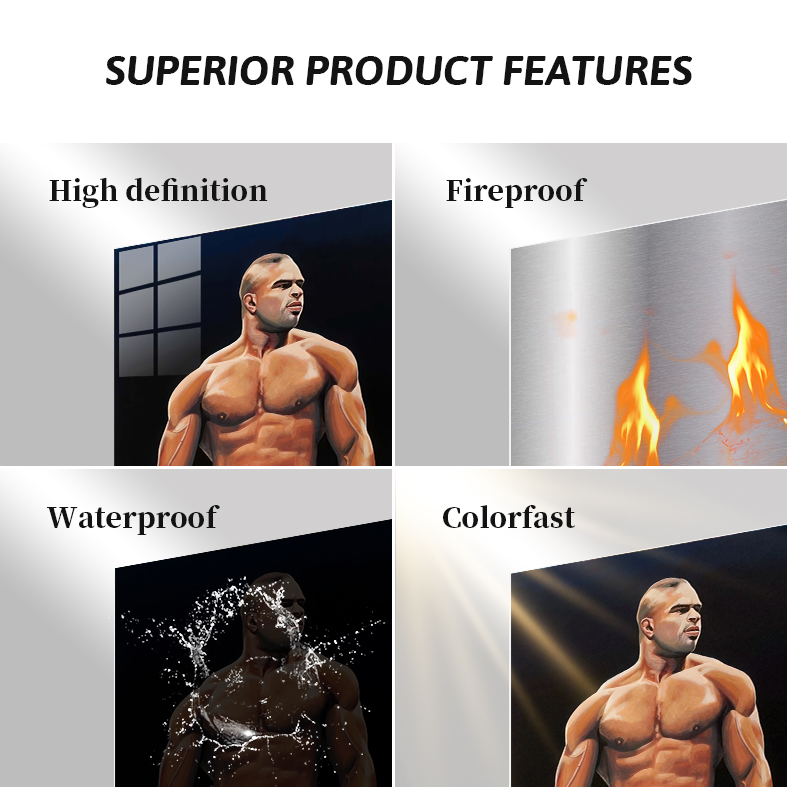 SUPERIOR PRODUCT FEATURES
High definition
Fireproof
Waterproof
Colorfast